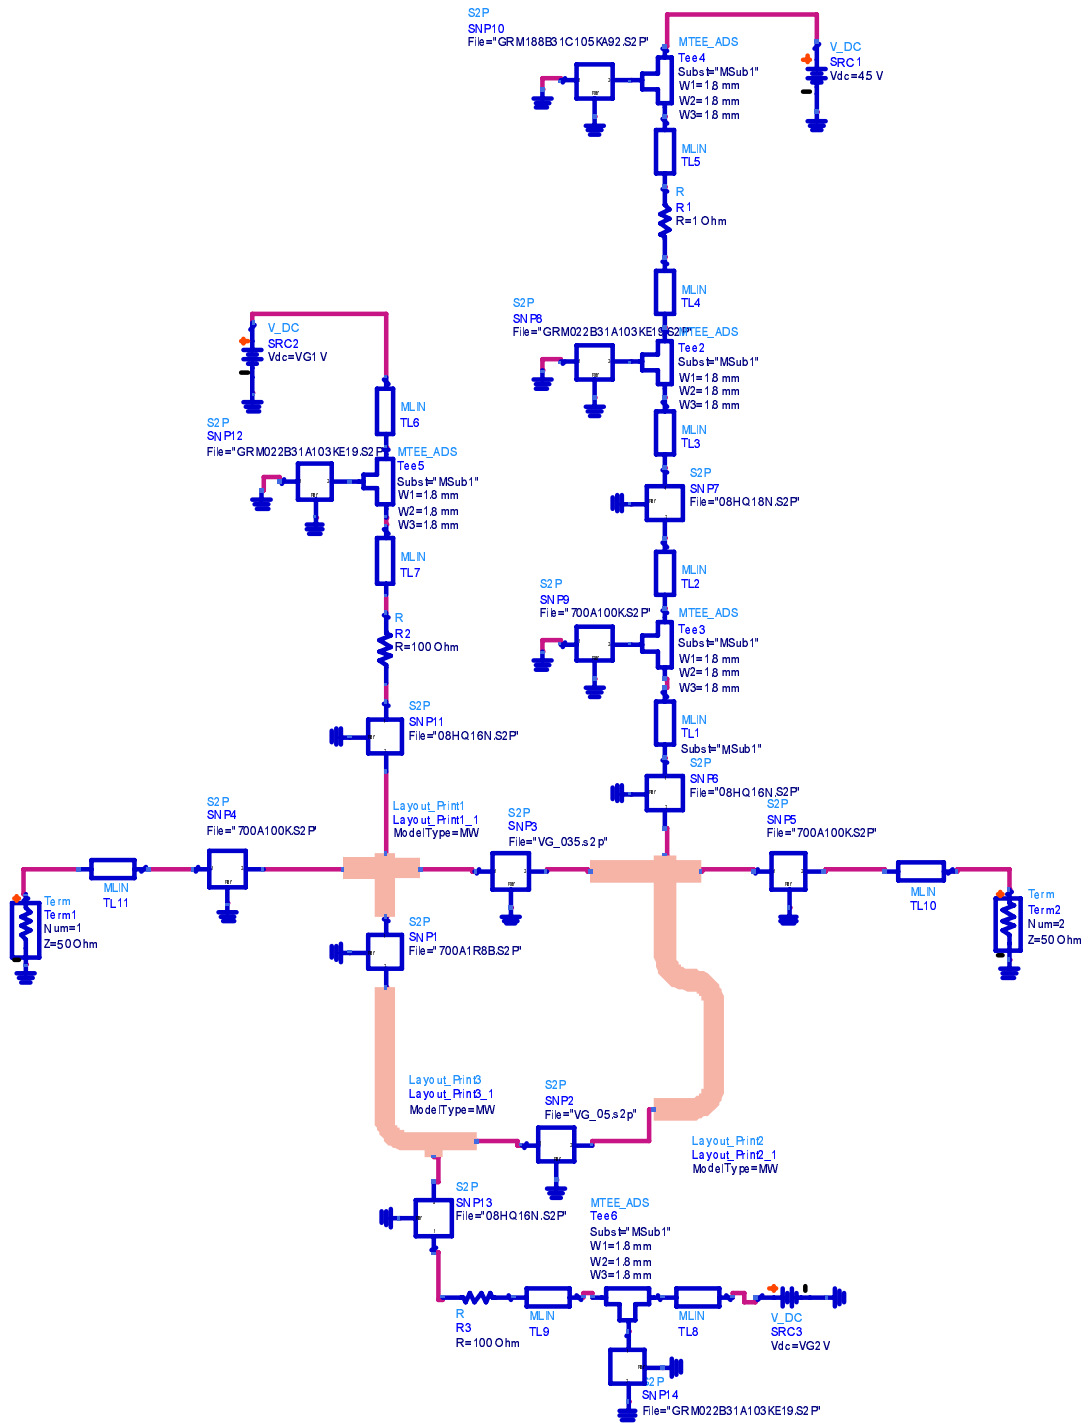 S2P
SNP10
File="GRM188B31C105KA92.S2P"
MTEE_ADS
Tee4
Subst="MSub1"
W1=1.8 mm
W2=1.8 mm
W3=1.8 mm
V_DC
SRC1
Vdc=4.5 V
MLIN
TL5
R
R1
R=1 Ohm
MLIN
TL4
S2P
SNP8
File="GRM022B31A103KE19.S2P"
MTEE_ADS
Tee2
Subst="MSub1"
W1=1.8 mm
W2=1.8 mm
W3=1.8 mm
V_DC
SRC2
Vdc=VG1 V
MLIN
TL6
MLIN
TL3
S2P
SNP12
File="GRM022B31A103KE19.S2P"
MTEE_ADS
Tee5
Subst="MSub1"
W1=1.8 mm
W2=1.8 mm
W3=1.8 mm
S2P
SNP7
File="08HQ18N.S2P"
MLIN
TL7
MLIN
TL2
S2P
SNP9
File="700A100K.S2P"
MTEE_ADS
Tee3
Subst="MSub1"
W1=1.8 mm
W2=1.8 mm
W3=1.8 mm
R
R2
R=100 Ohm
S2P
SNP11
File="08HQ16N.S2P"
MLIN
TL1
Subst="MSub1"
S2P
SNP6
File="08HQ16N.S2P"
S2P
SNP4
File="700A100K.S2P"
Layout_Print1
Layout_Print1_1
ModelType=MW
S2P
SNP3
File="VG_035.s2p"
S2P
SNP5
File="700A100K.S2P"
MLIN
TL11
MLIN
TL10
Term
Term1
Num=1
Z=50 Ohm
Term
Term2
Num=2
Z=50 Ohm
S2P
SNP1
File="700A1R8B.S2P"
Layout_Print3
Layout_Print3_1
ModelType=MW
S2P
SNP2
File="VG_05.s2p"
Layout_Print2
Layout_Print2_1
ModelType=MW
S2P
SNP13
File="08HQ16N.S2P"
MTEE_ADS
Tee6
Subst="MSub1"
W1=1.8 mm
W2=1.8 mm
W3=1.8 mm
R
R3
R=100 Ohm
MLIN
TL9
MLIN
TL8
V_DC
SRC3
Vdc=VG2 V
S2P
SNP14
File="GRM022B31A103KE19.S2P"